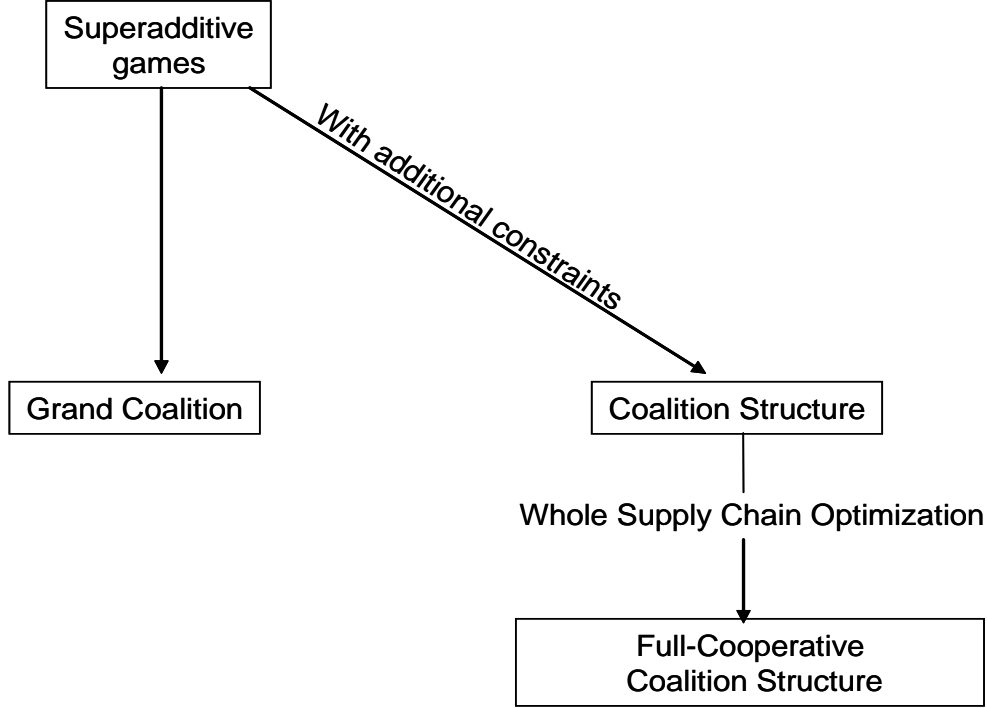 Superadditive
games
With additional constraints
Grand Coalition
Coalition Structure
Whole Supply Chain Optimization
Full-Cooperative
Coalition Structure